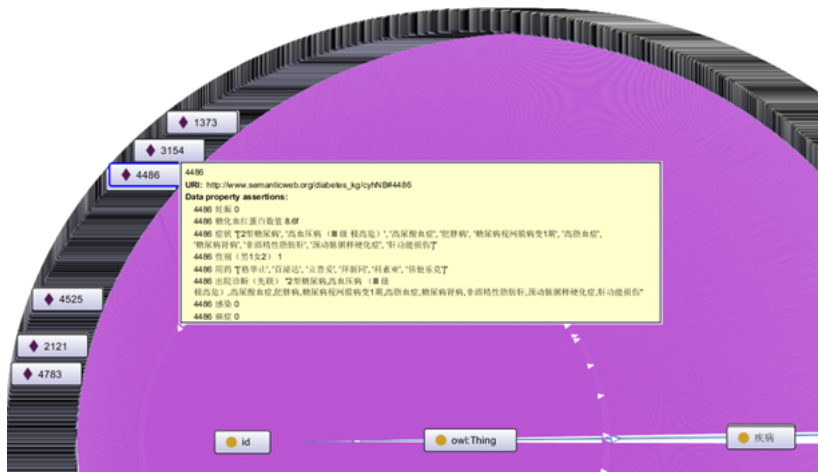 1373
3154
4486
4486
URI: http://www.semanticweb.org/diabetes_kg/cyhNB#4486
Data property assertions:
4486 妊娠 0
4486 糖化血红蛋白数值 8.6f
4486 症状 "['2型糖尿病', '高血压病（Ⅲ级 极高危）', '高尿酸血症', '肥胖病', '糖尿病视网膜病变1期', '高脂血症',
'糖尿病肾病', '非酒精性脂肪肝', '颈动脉粥样硬化症', '肝功能损伤']"
4486 性别（男1女2） 1
4486 用药 "['格华止', '百泌达', '立普妥', '拜新同', '科素亚', '倍他乐克']"
4486 出院诊断（先联） "2型糖尿病,高血压病（Ⅲ级
极高危）,高尿酸血症,肥胖病,糖尿病视网膜病变1期,高脂血症,糖尿病肾病,非酒精性脂肪肝,颈动脉粥样硬化症,肝功能损伤"
4486 感染 0
4486 癌症 0
4525
2121
4783
id
owl:Thing
疾病